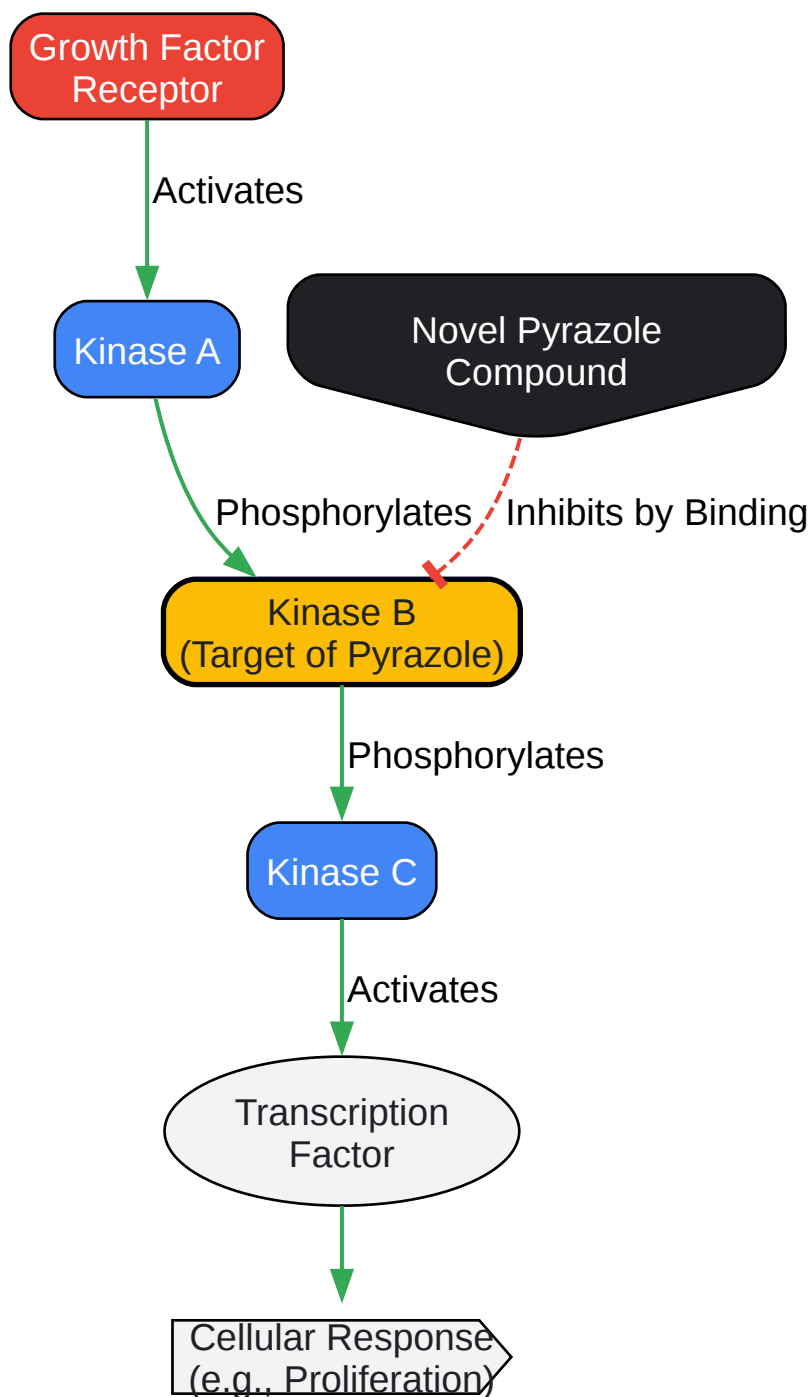 Growth Factor
Receptor
Activates
Kinase A
Novel Pyrazole
Compound
Phosphorylates
Inhibits by Binding
Kinase B
(Target of Pyrazole)
Phosphorylates
Kinase C
Activates
Transcription
Factor
Cellular Response
(e.g., Proliferation)